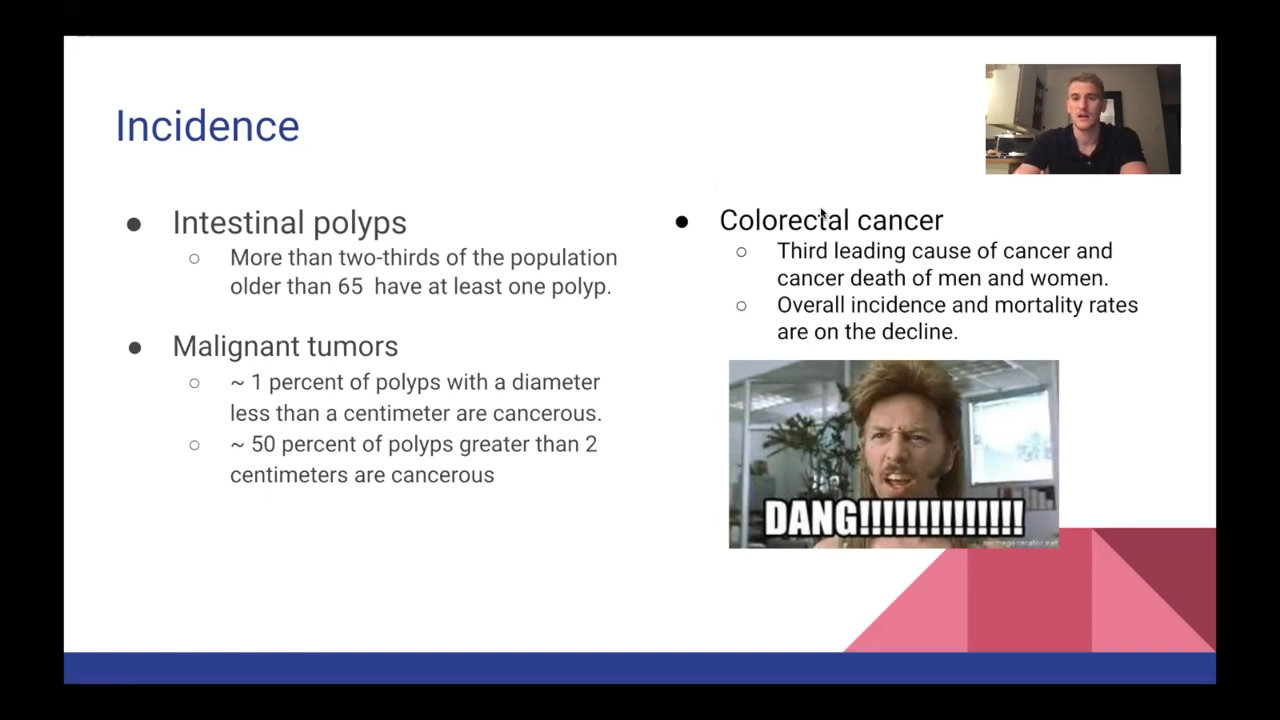 Incidence
● Intestinal polyps
○ More than two-thirds of the population
older than 65 have at least one polyp.
● Malignant tumors
○ ~ 1 percent of polyps with a diameter
less than a centimeter are cancerous.
○ ~ 50 percent of polyps greater than 2
centimeters are cancerous
● Colorectal cancer
○ Third leading cause of cancer and
cancer death of men and women.
○ Overall incidence and mortality rates
are on the decline.
DANG!!!!!!!!!!!!!!